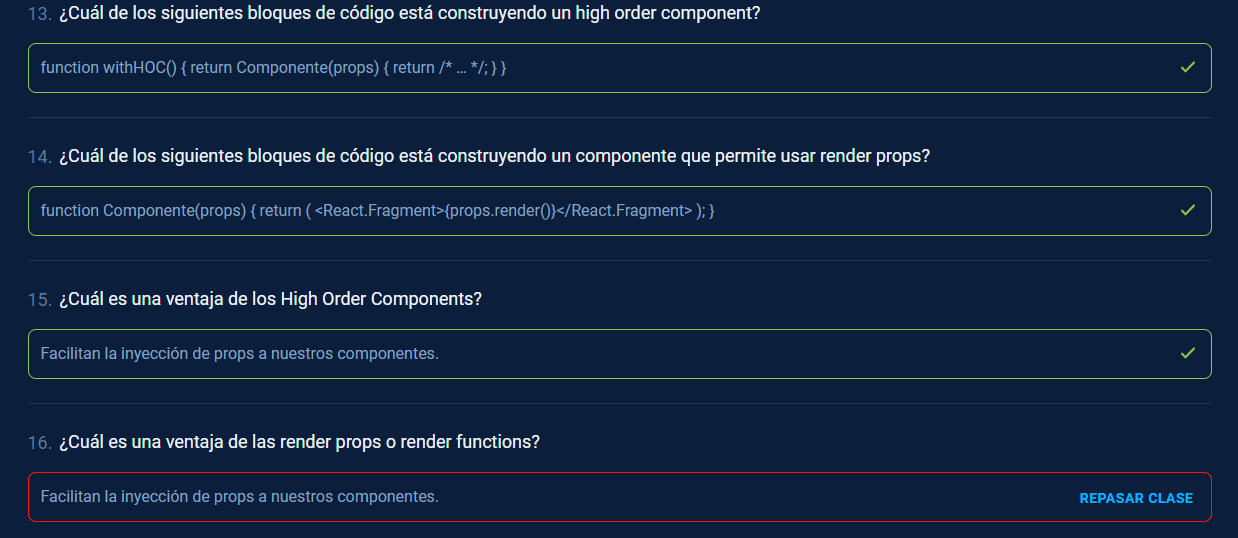 13. ¿Cuál de los siguientes bloques de código está construyendo un high order component?
function withHOC() { return Componente(props) { return /* … */; } }
14. ¿Cuál de los siguientes bloques de código está construyendo un componente que permite usar render props?
function Componente(props) { return ( <React.Fragment>{props.render()}</React.Fragment> ); }
15. ¿Cuál es una ventaja de los High Order Components?
Facilitan la inyección de props a nuestros componentes.
16. ¿Cuál es una ventaja de las render props o render functions?
Facilitan la inyección de props a nuestros componentes. REPASAR CLASE